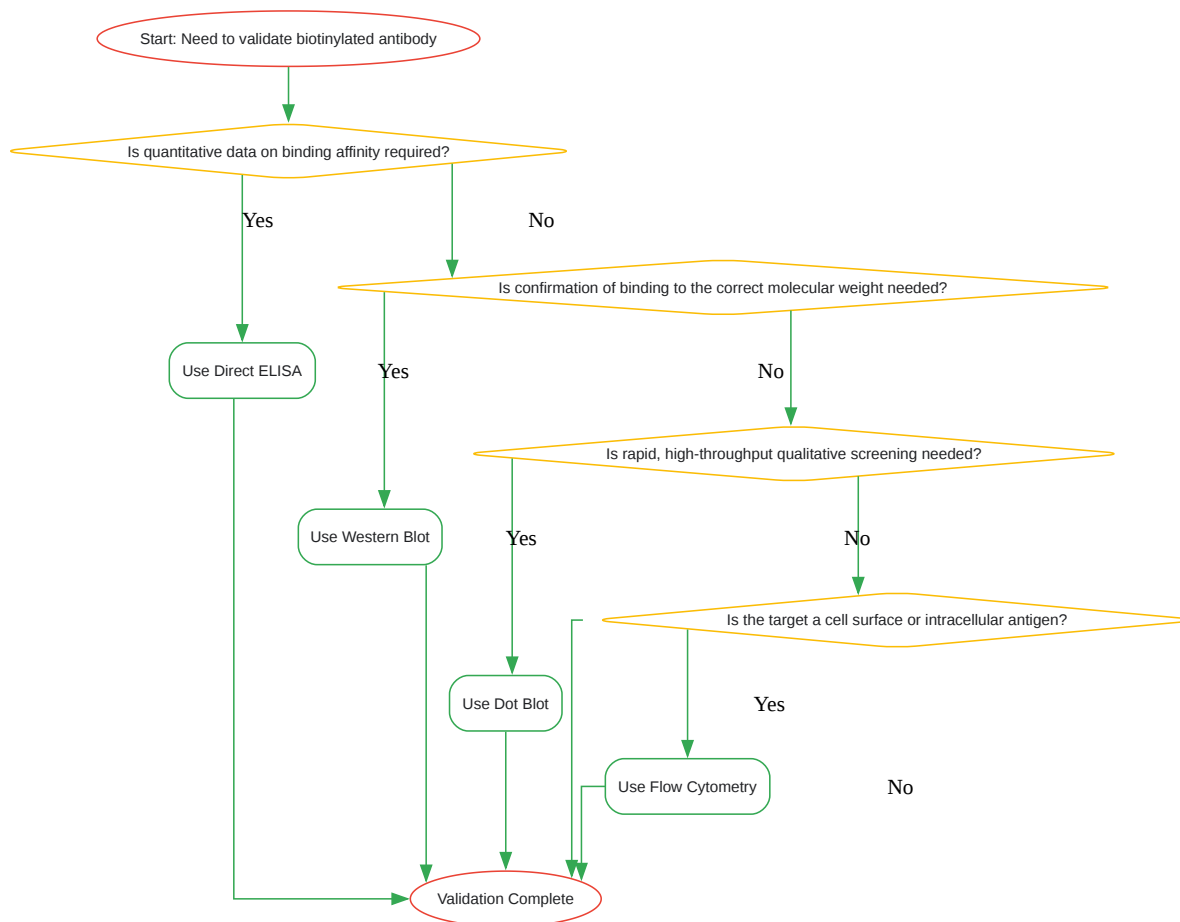 Start: Need to validate biotinylated antibody
Is quantitative data on binding affinity required?
Yes
No
Is confirmation of binding to the correct molecular weight needed?
Use Direct ELISA
Yes
No
Is rapid, high-throughput qualitative screening needed?
Use Western Blot
Yes
No
Is the target a cell surface or intracellular antigen?
Use Dot Blot
Yes
Use Flow Cytometry
No
Validation Complete